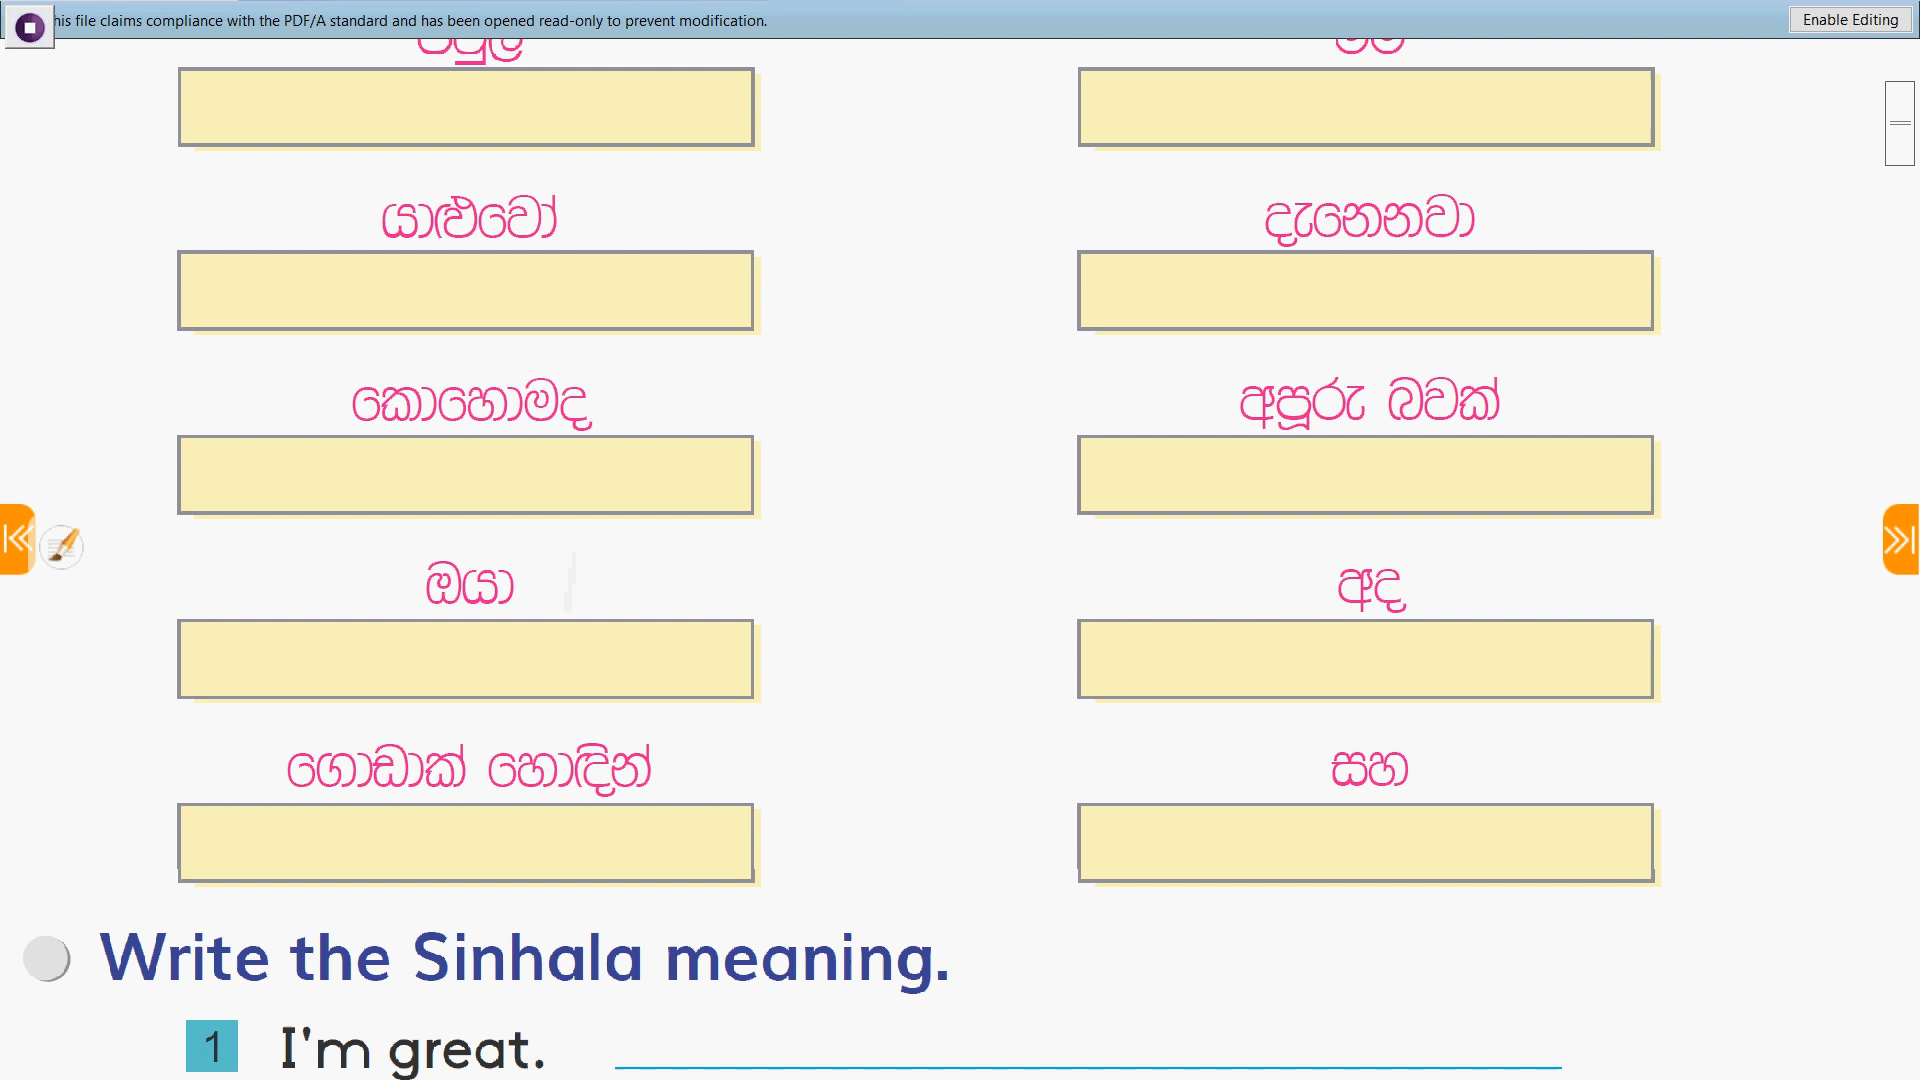 his file claims compliance with the PDF/A standard and has been opened read-only to prevent modification.
Enable Editing
යාළුවෝ
දැනෙනවා
කොහොමද
අපූරු බවක්
ඔයා
අද
ගොඩාක් හොඳින්
සහ
Write the Sinhala meaning.
1 I'm great.